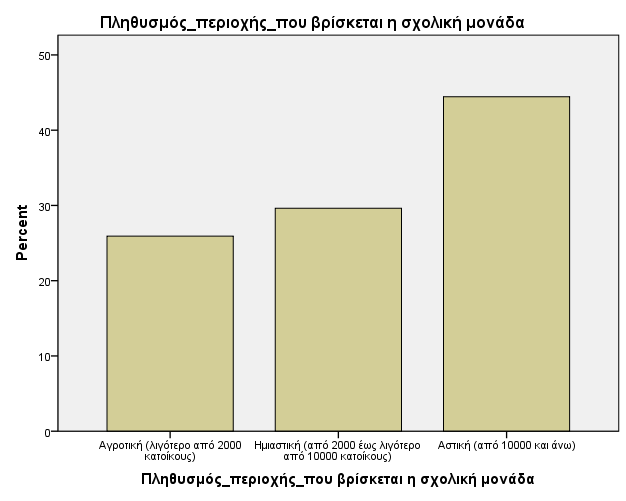 Πληθυσμός_περιοχής_που βρίσκεται η σχολική μονάδα
50
40
30
20
10
0
Percent
Αγροτική (λιγότερο από 2000
κατοίκους)
Ημιαστική (από 2000 έως λιγότερο
από 10000 κατοίκους)
Αστική (από 10000 και άνω)
Πληθυσμός_περιοχής_που βρίσκεται η σχολική μονάδα